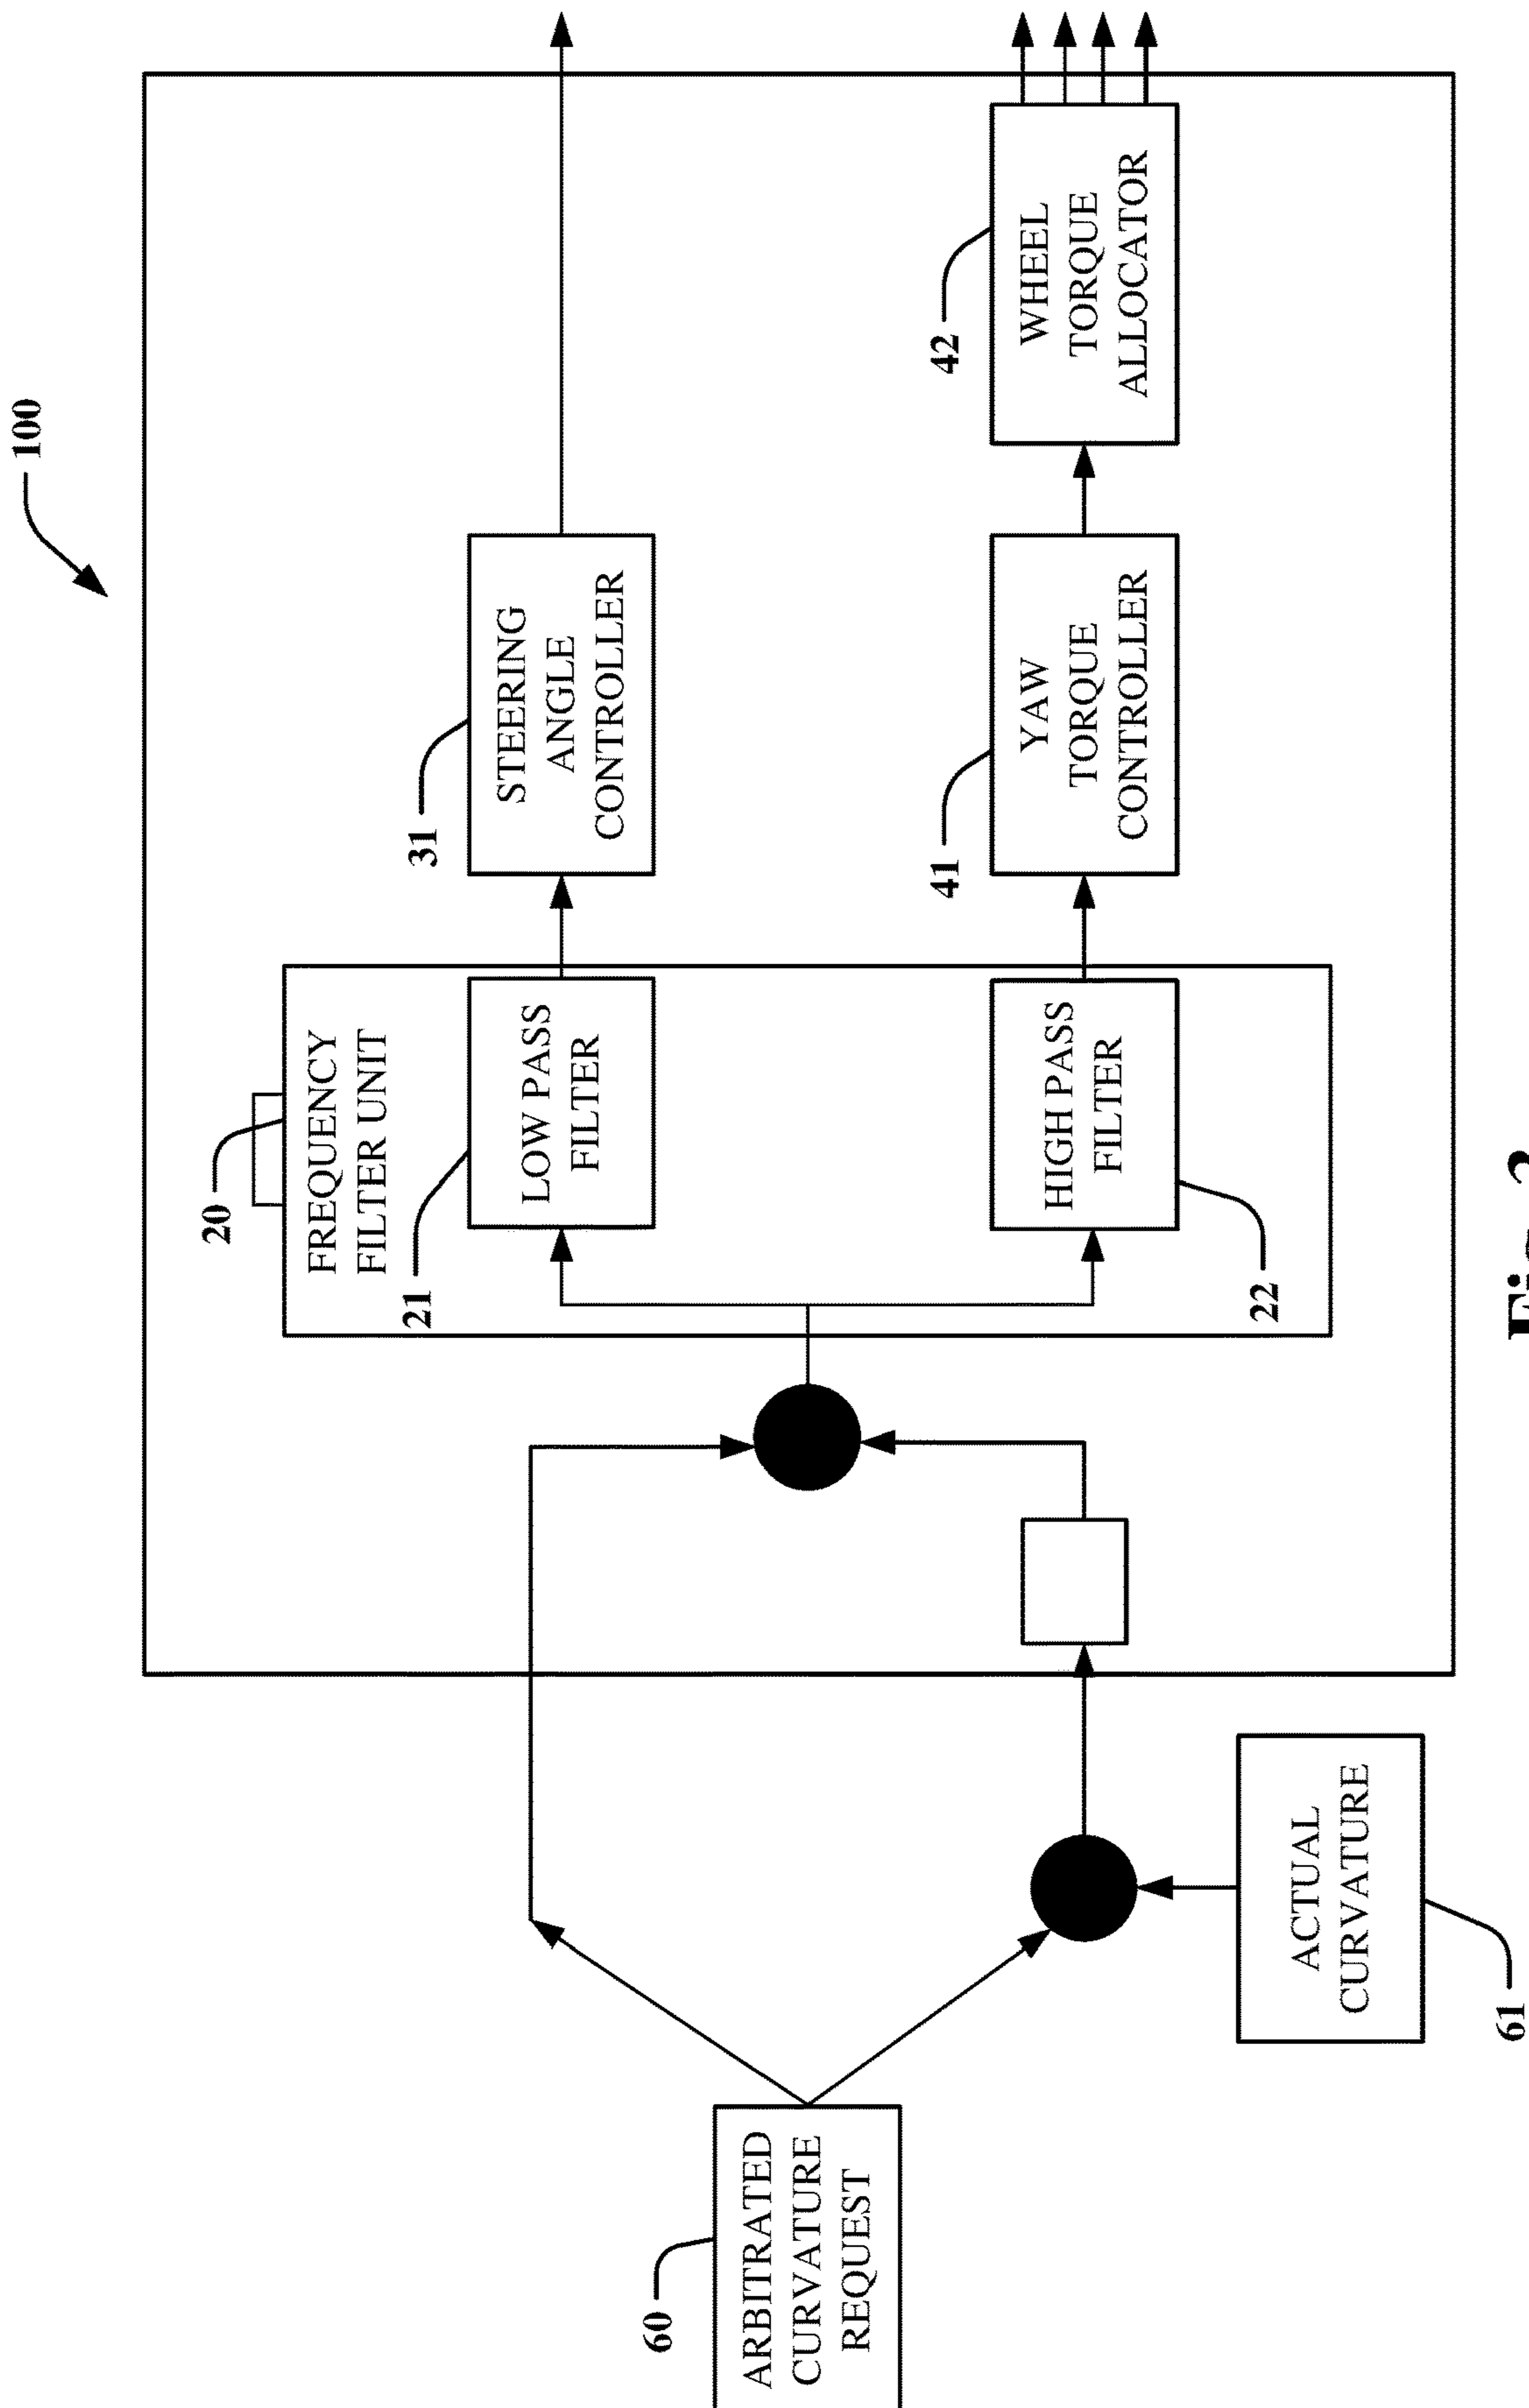 100
20
FREQUENCY
FILTER UNIT
21
LOW PASS
FILTER
31
STEERING
ANGLE
CONTROLLER
22
HIGH PASS
FILTER
41
YAW
TORQUE
CONTROLLER
42
WHEEL
TORQUE
ALLOCATOR
60
ARBITRATED
CURVATURE
REQUEST
ACTUAL
CURVATURE
61